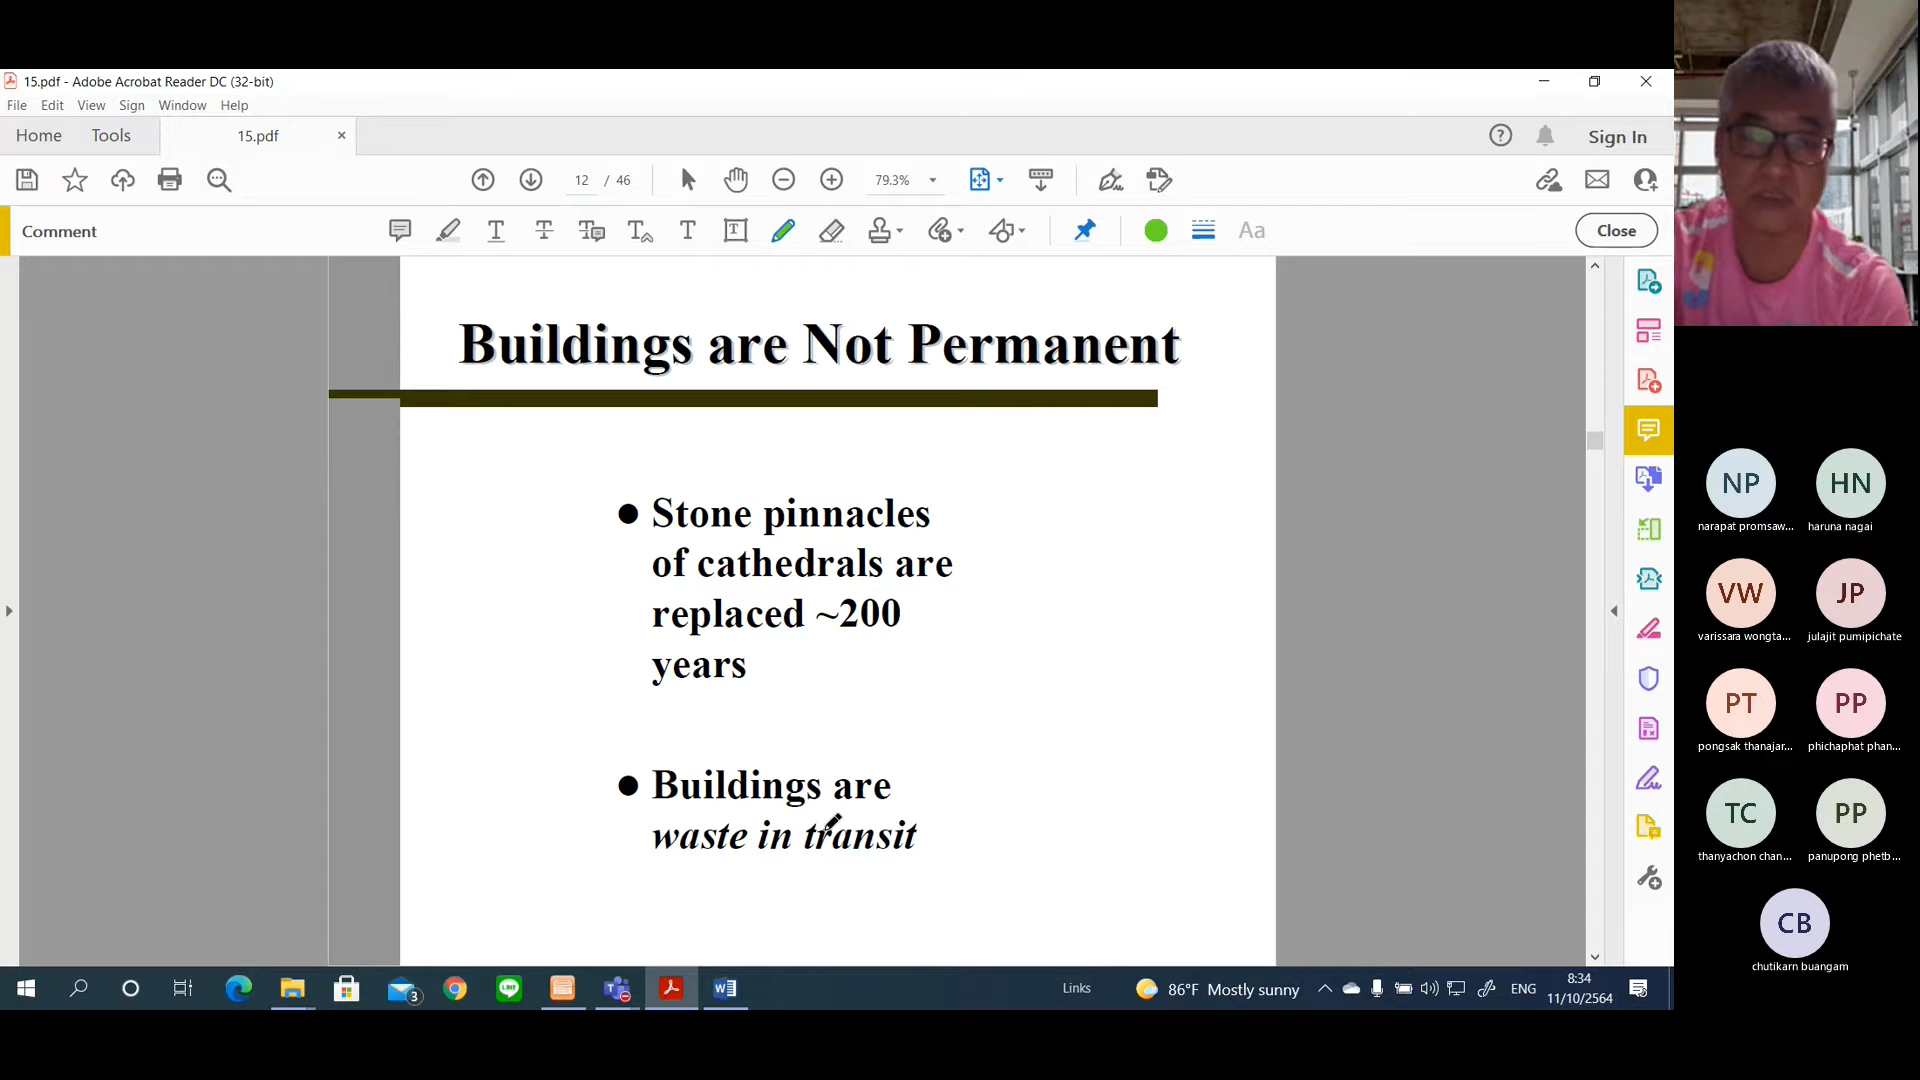 15.pdf - Adobe Acrobat Reader DC (32-bit)
File Edit View Sign Window Help
Home Tools 15.pdf Sign In
12 / 46 79.3%
Comment Close
Buildings are Not Permanent
● Stone pinnacles
of cathedrals are
replaced ~200
years
● Buildings are
waste in transit
NP HN
narapat promsaw... haruna nagai
VW JP
varissara wongta... julajit pumipichate
PT PP
pongsak thanajar... phichaphat phan...
TC PP
thanyachon chan... panupong phetb...
CB
chutikarn buangam
Links 86°F Mostly sunny ENG 8:34
11/10/2564